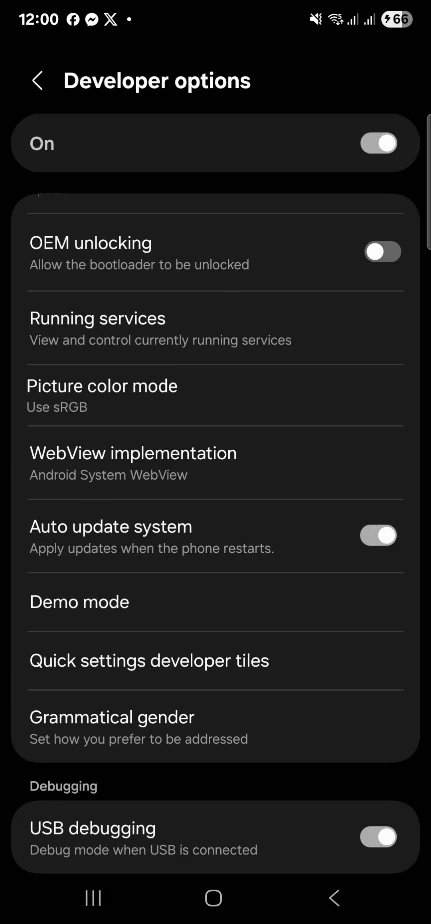 12:00
66
Developer options
On
OEM unlocking
Allow the bootloader to be unlocked
Running services
View and control currently running services
Picture color mode
Use sRGB
WebView implementation
Android System WebView
Auto update system
Apply updates when the phone restarts.
Demo mode
Quick settings developer tiles
Grammatical gender
Set how you prefer to be addressed
Debugging
USB debugging
Debug mode when USB is connected